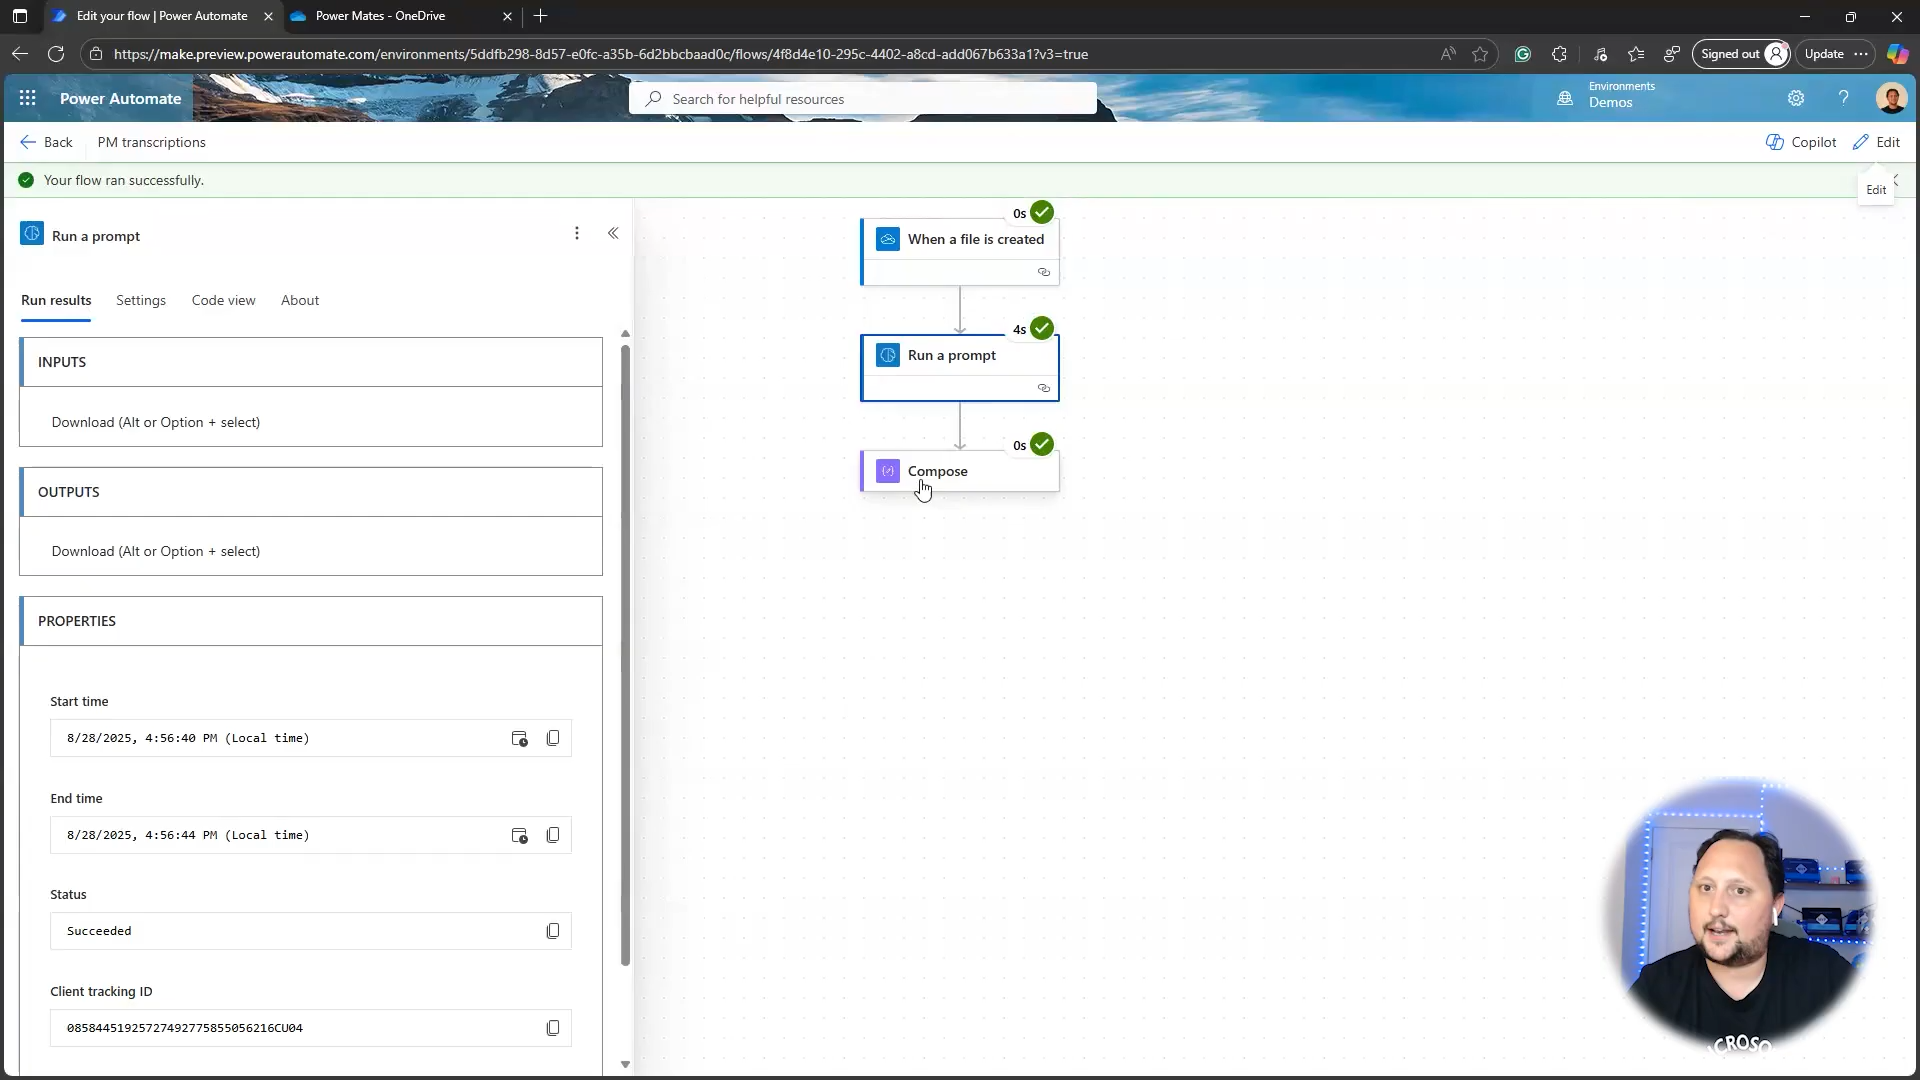 Edit your flow | Power Automate
Power Mates - OneDrive
https://make.preview.powerautomate.com/environments/5ddfb298-8d57-e0fc-a35b-6d2bbcbaad0c/flows/4f8d4e10-295c-4402-a8cd-add067b633a1?v3=true
Signed out
Update
Power Automate
Search for helpful resources
Environments
Demos
Back
PM transcriptions
Copilot
Edit
Your flow ran successfully.
Edit
Run a prompt
Run results
Settings
Code view
About
INPUTS
Download (Alt or Option + select)
OUTPUTS
Download (Alt or Option + select)
PROPERTIES
Start time
8/28/2025, 4:56:40 PM (Local time)
End time
8/28/2025, 4:56:44 PM (Local time)
Status
Succeeded
Client tracking ID
08584451925727492775855056216CU04
0s
When a file is created
4s
Run a prompt
0s
Compose